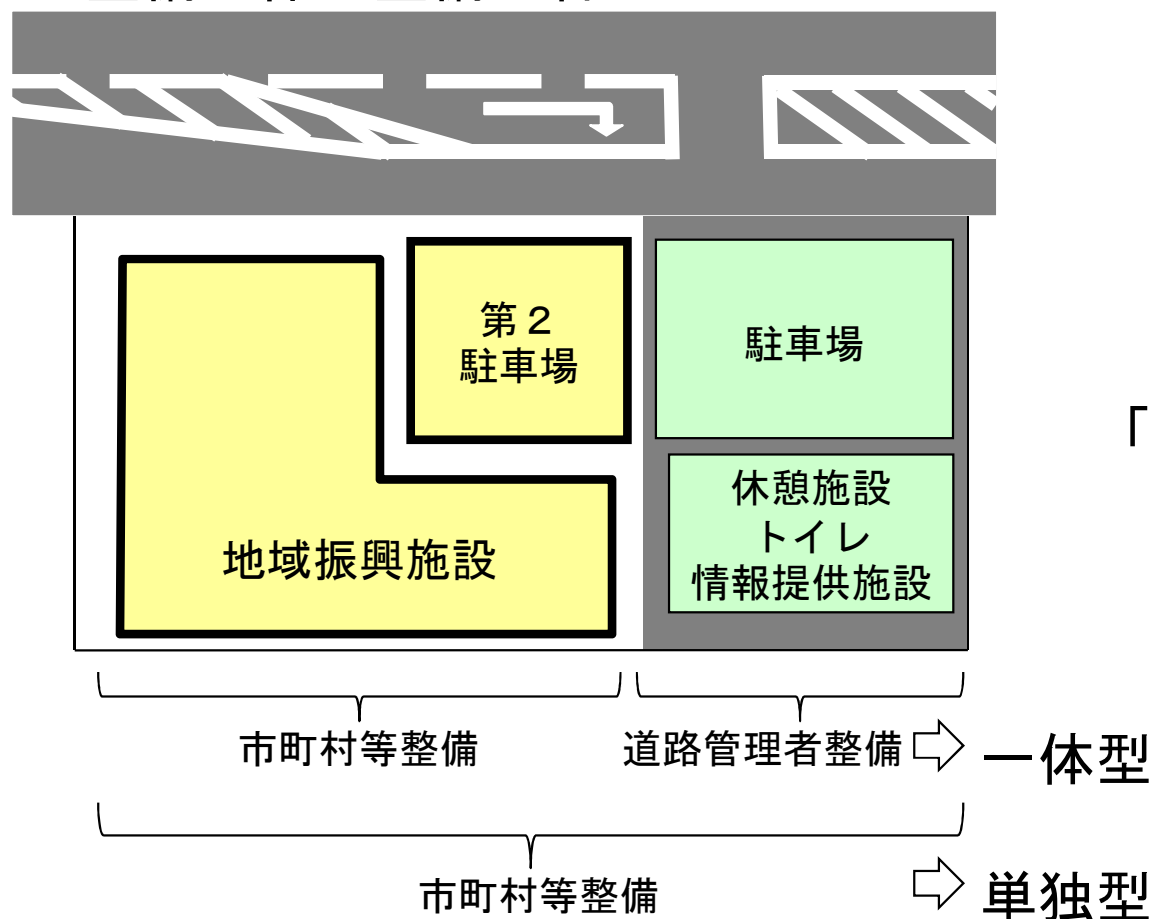 第２
駐車場
駐車場
「
休憩施設
トイレ
情報提供施設
地域振興施設
市町村等整備
道路管理者整備
一体型
市町村等整備
単独型